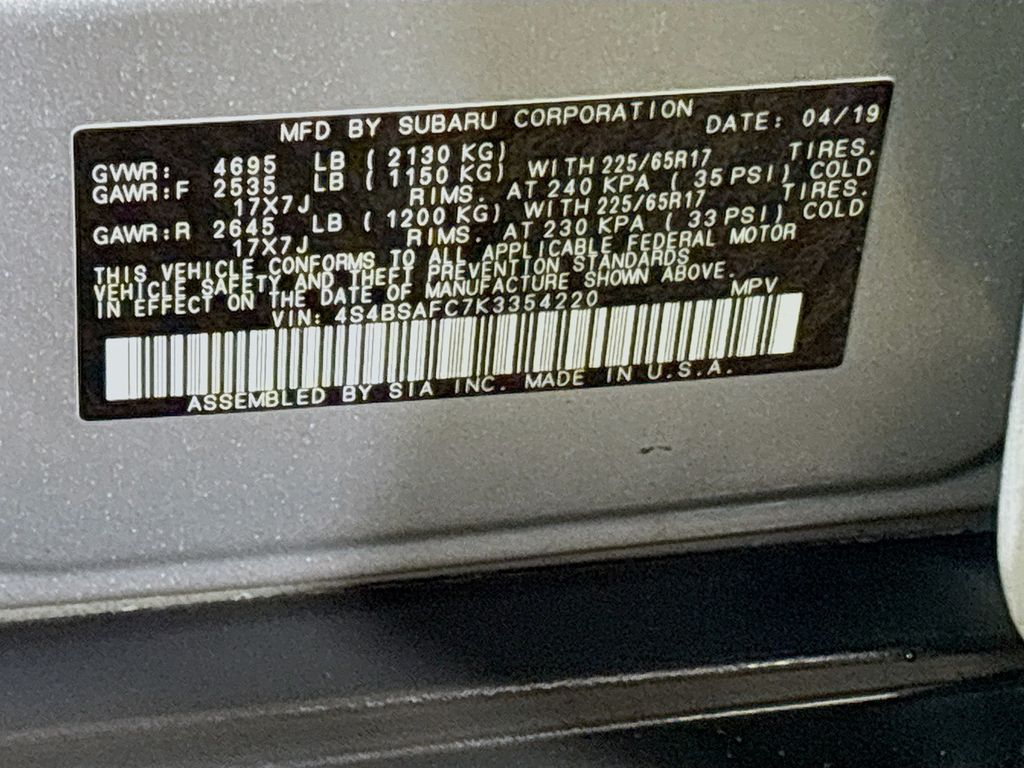 MFD BY SUBARU CORPORATION DATE: 04/19
GVWR: 4695 LB ( 2130 KG)
GAWR:F 2535 LB ( 1150 KG) WITH 225/65R17 TIRES.
17X7J RIMS. AT 240 KPA ( 35 PSI) COLD
GAWR:R 2645 LB ( 1200 KG) WITH 225/65R17 TIRES.
17X7J RIMS. AT 230 KPA ( 33 PSI) COLD
THIS VEHICLE CONFORMS TO ALL APPLICABLE FEDERAL MOTOR
VEHICLE SAFETY AND THEFT PREVENTION STANDARDS
IN EFFECT ON THE DATE OF MANUFACTURE SHOWN ABOVE.
VIN: 4S4BSAFC7K3354220 MPV
ASSEMBLED BY SIA INC. MADE IN U.S.A.